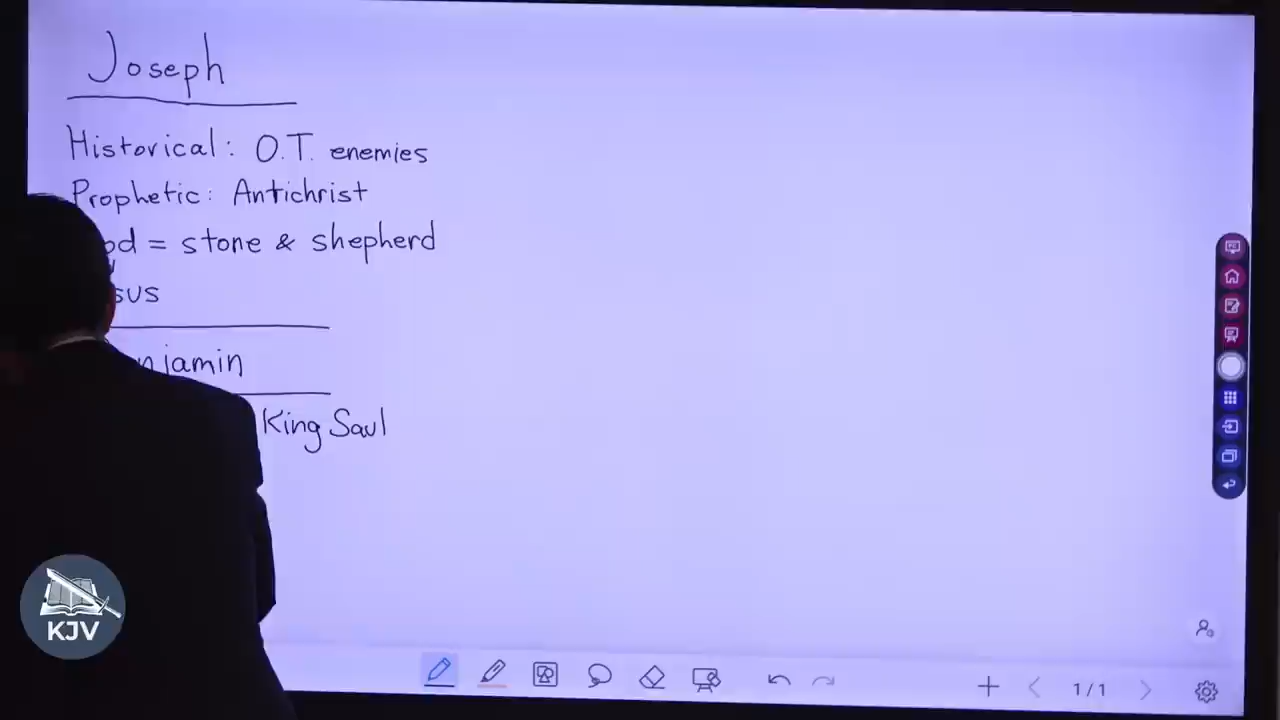 Joseph
Historical: O.T. enemies
Prophetic: Antichrist
= stone & shepherd
King Saul
KJV
1/1